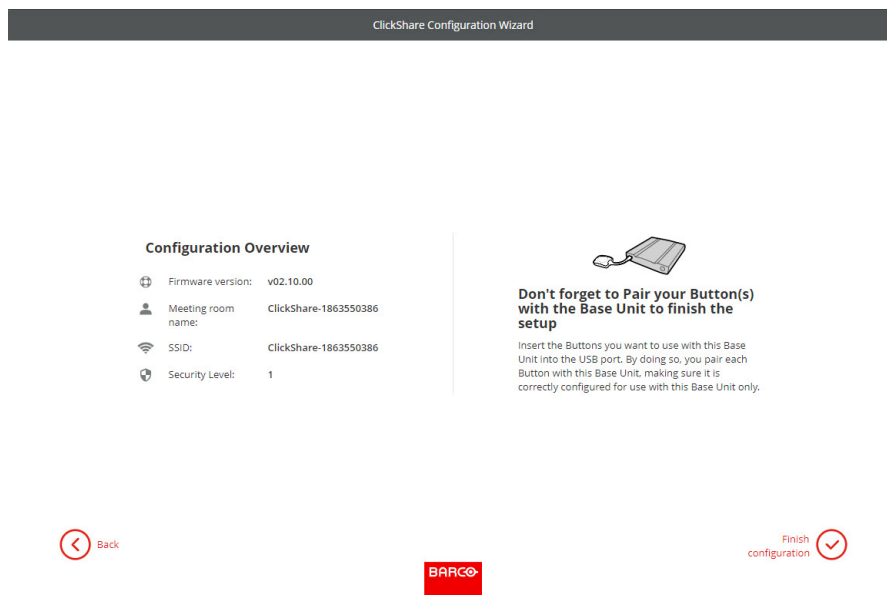 ClickShare Configuration Wizard
Configuration Overview
Firmware version: v02.10.00
Meeting room name: ClickShare-1863550386
SSID: ClickShare-1863550386
Security Level: 1
Don't forget to Pair your Button(s)
with the Base Unit to finish the
setup
Insert the Buttons you want to use with this Base
Unit into the USB port. By doing so, you pair each
Button with this Base Unit, making sure it is
correctly configured for use with this Base Unit only.
Back
Finish
configuration
BARCO